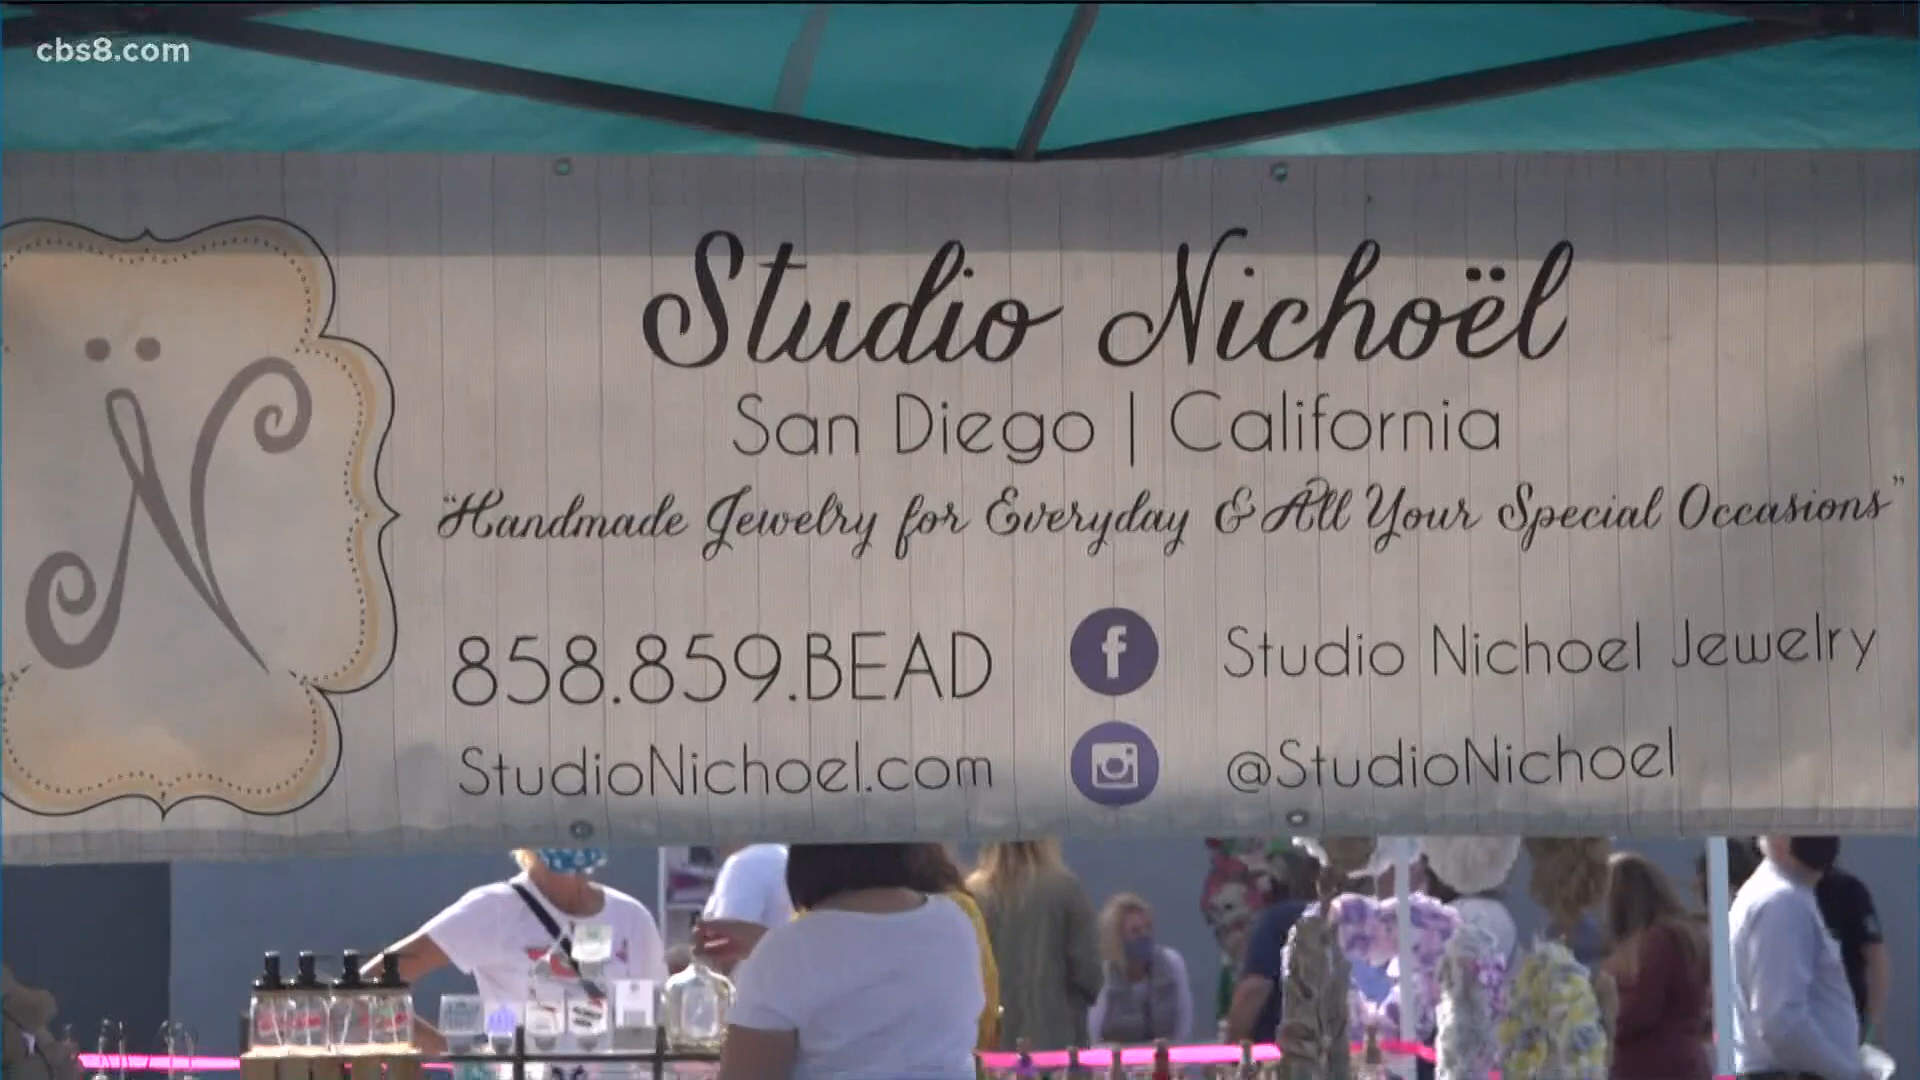 cbs8.com
Studio Nichoël
San Diego | California
"Handmade Jewelry for Everyday & All Your Special Occasions"
N̈
858.859.BEAD
f Studio Nichoel Jewelry
StudioNichoel.com
@StudioNichoel